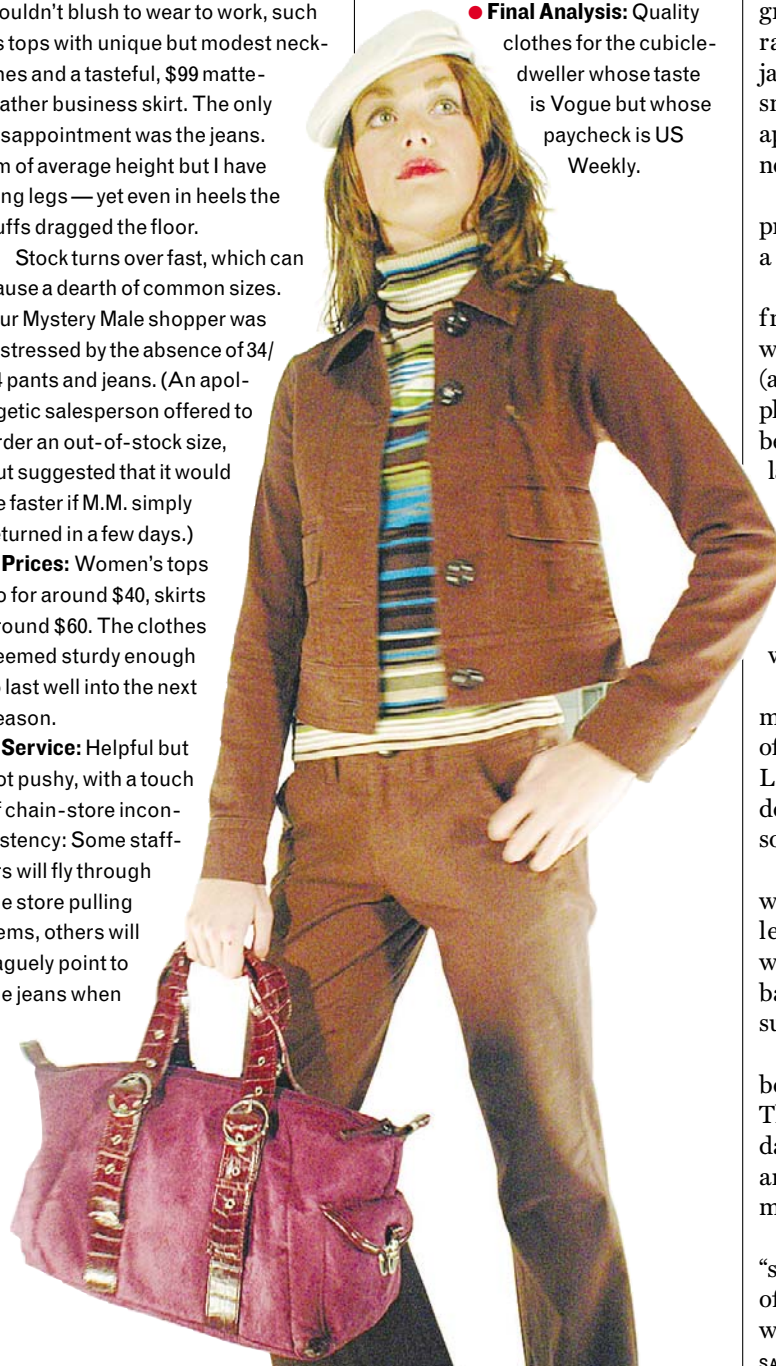 ouldn't blush to wear to work, such
s tops with unique but modest neck-
nes and a tasteful, $99 matte-
ather business skirt. The only
sappointment was the jeans.
m of average height but I have
ng legs — yet even in heels the
uffs dragged the floor.
Stock turns over fast, which can
ause a dearth of common sizes.
ur Mystery Male shopper was
stressed by the absence of 34/
4 pants and jeans. (An apol-
getic salesperson offered to
rder an out-of-stock size,
ut suggested that it would
e faster if M.M. simply
eturned in a few days.)
Prices: Women's tops
o for around $40, skirts
round $60. The clothes
eemed sturdy enough
o last well into the next
eason.
Service: Helpful but
ot pushy, with a touch
f chain-store incon-
stency: Some staff-
rs will fly through
e store pulling
ems, others will
aguely point to
e jeans when
● Final Analysis: Quality
clothes for the cubicle-
dweller whose taste
is Vogue but whose
paycheck is US
Weekly.